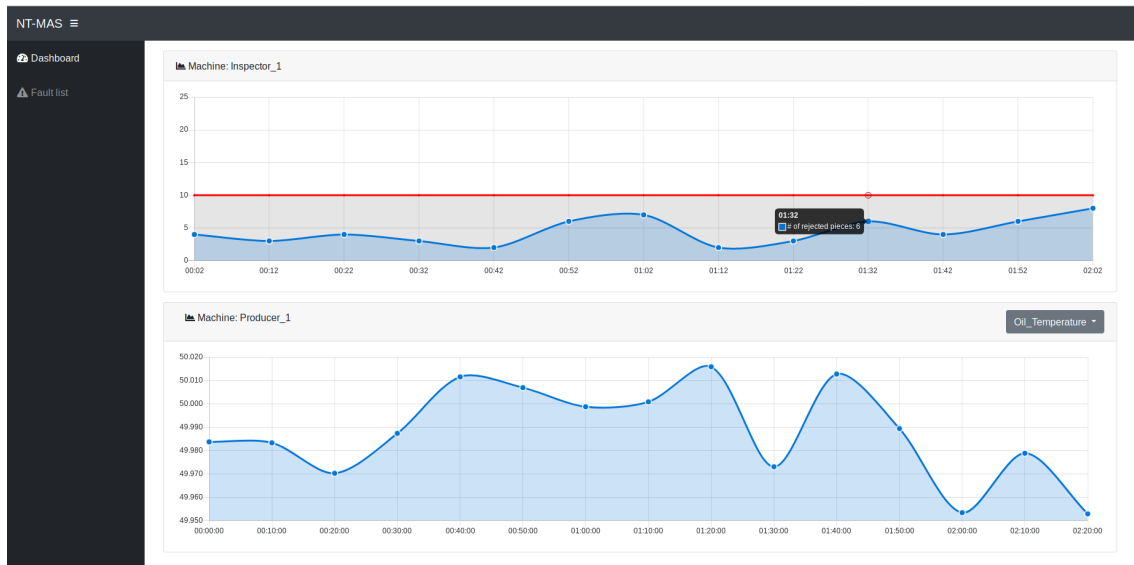 NT-MAS ≡
Dashboard
Fault list
Machine: Inspector_1
25
20
15
10
5
0
01:32
# of rejected pieces: 6
00:02 00:12 00:22 00:32 00:42 00:52 01:02 01:12 01:22 01:32 01:42 01:52 02:02
Machine: Producer_1
Oil_Temperature
50.020
50.010
50.000
49.990
49.980
49.970
49.960
49.950
00:00:00 00:10:00 00:20:00 00:30:00 00:40:00 00:50:00 01:00:00 01:10:00 01:20:00 01:30:00 01:40:00 01:50:00 02:00:00 02:10:00 02:20:00